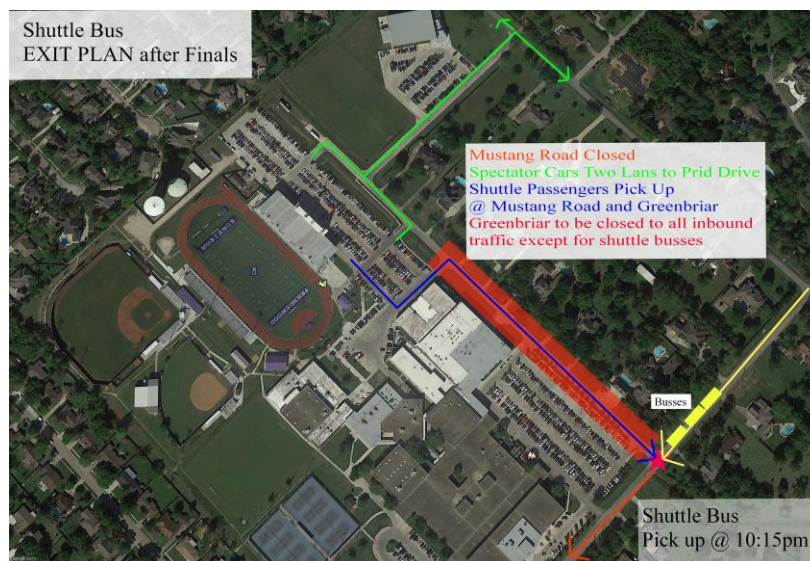 Shuttle Bus
EXIT PLAN after Finals
Mustang Road Closed
Spectator Cars Two Lans to Prid Drive
Shuttle Passengers Pick Up
@ Mustang Road and Greenbriar
Greenbriar to be closed to all inbound
traffic except for shuttle busses
MUSTANGS
FRIENDSWOOD
Busses
Shuttle Bus
Pick up @ 10:15pm